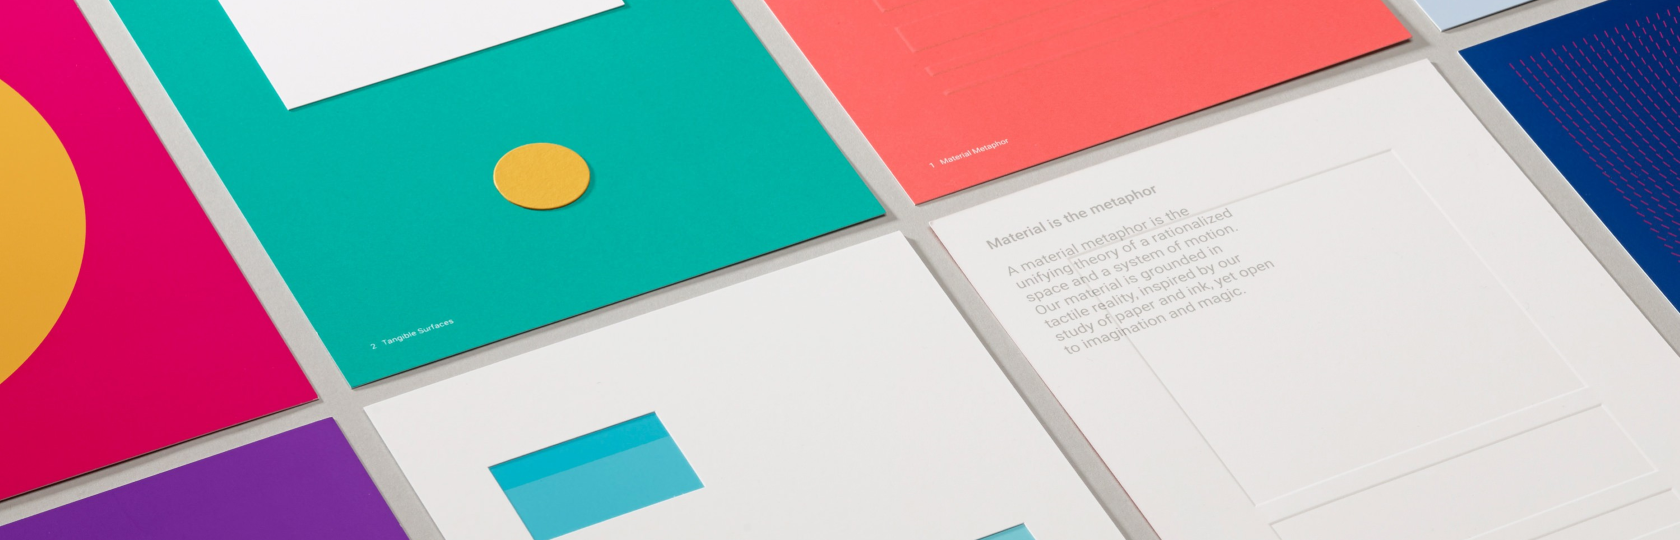 1 Material Metaphor
2 Tangible Surfaces
Material is the metaphor
A material metaphor is the
unifying theory of a rationalized
space and a system of motion.
Our material is grounded in
tactile reality, inspired by our
study of paper and ink, yet open
to imagination and magic.